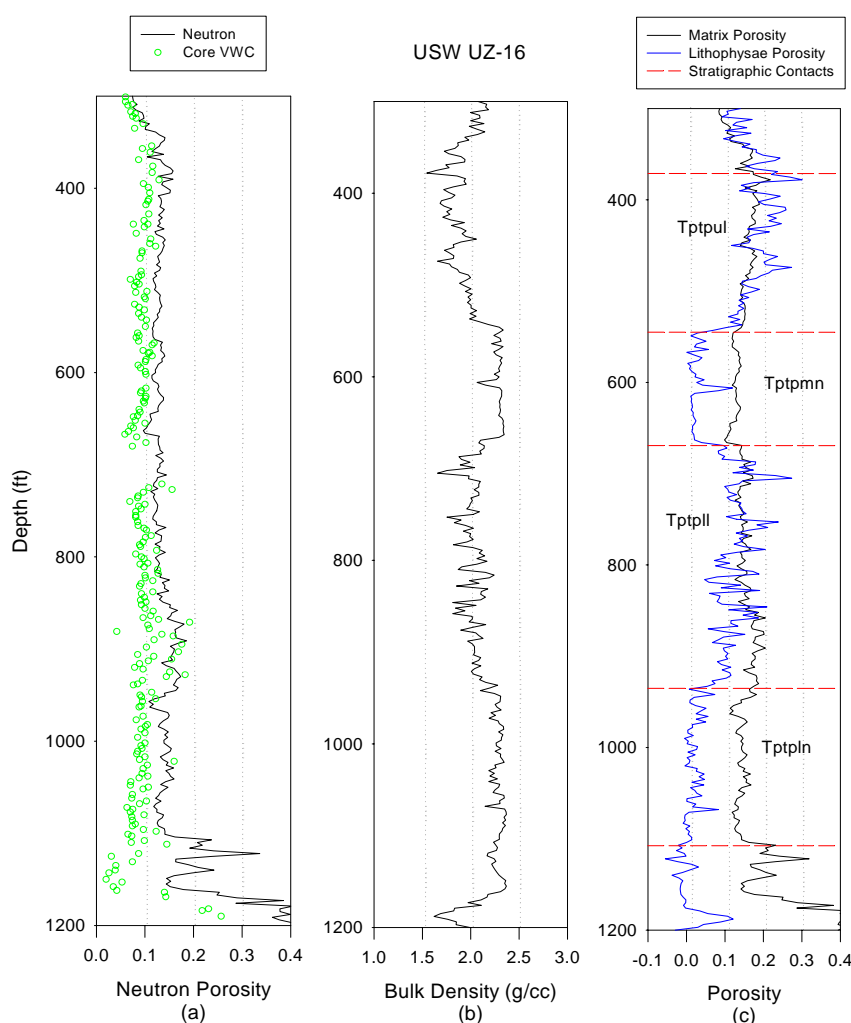 Neutron
Core VWC
USW UZ-16
Matrix Porosity
Lithophysae Porosity
Stratigraphic Contacts
400
600
800
1000
1200
Depth (ft)
0.0 0.1 0.2 0.3 0.4
Neutron Porosity
(a)
400
600
800
1000
1200
1.0 1.5 2.0 2.5 3.0
Bulk Density (g/cc)
(b)
400
600
800
1000
1200
Tptpul
Tptpmn
Tptpll
Tptpln
-0.1 0.0 0.1 0.2 0.3 0.4
Porosity
(c)